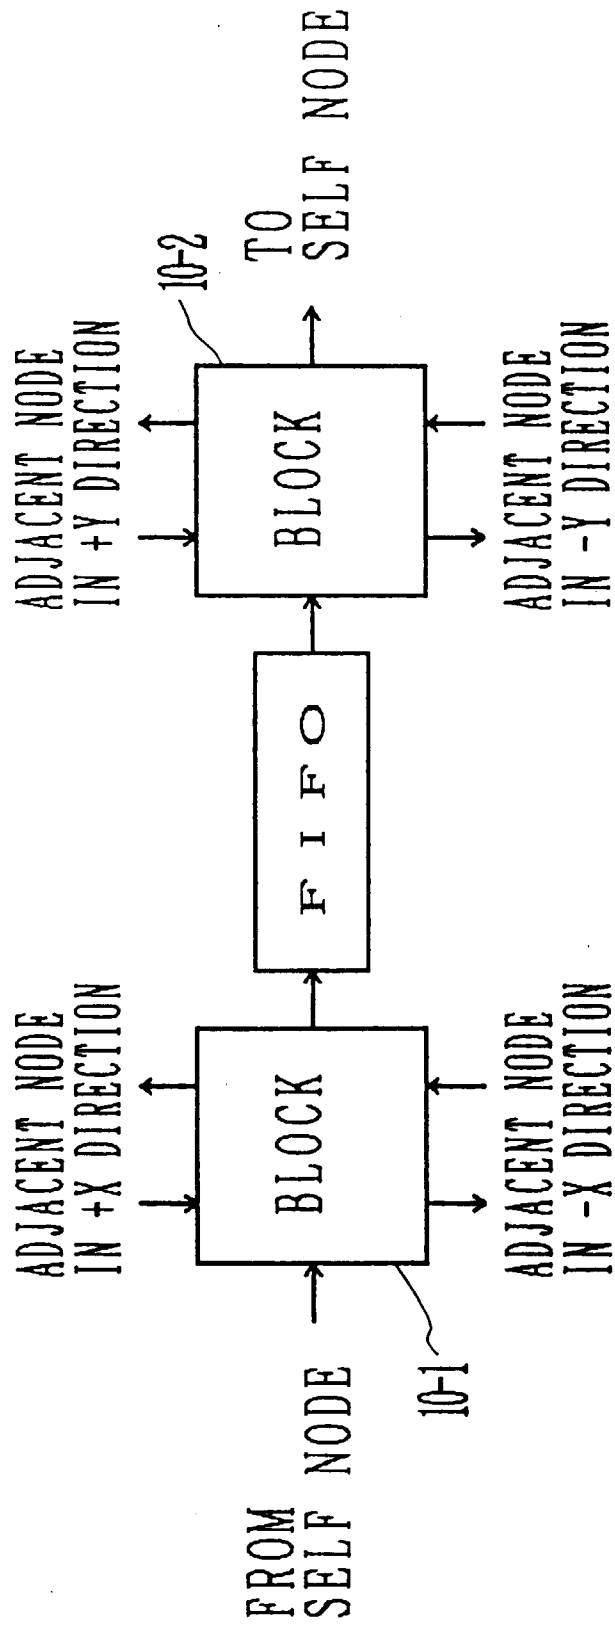 ADJACENT NODE
IN +X DIRECTION
ADJACENT NODE
IN +Y DIRECTION
10-2
FROM
SELF NODE
BLOCK
F I F O
BLOCK
TO
SELF NODE
10-1
ADJACENT NODE
IN -X DIRECTION
ADJACENT NODE
IN -Y DIRECTION